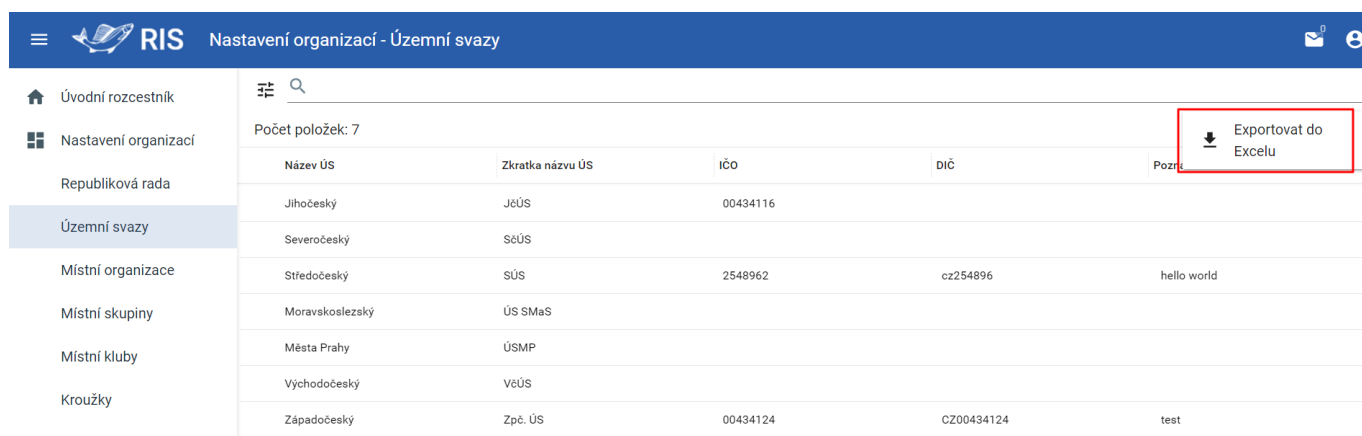 RIS Nastavení organizací - Územní svazy 0
Úvodní rozcestník
Nastavení organizací
Republiková rada
Územní svazy
Místní organizace
Místní skupiny
Místní kluby
Kroužky
Počet položek: 7
Exportovat do
Excelu
Název ÚS Zkratka názvu ÚS IČO DIČ
Jihočeský JčÚS 00434116
Severočeský SčÚS
Středočeský SÚS 2548962 cz254896 hello world
Moravskoslezský ÚS SMaS
Města Prahy ÚSMP
Východočeský VčÚS
Západočeský Zpč. ÚS 00434124 CZ00434124 test